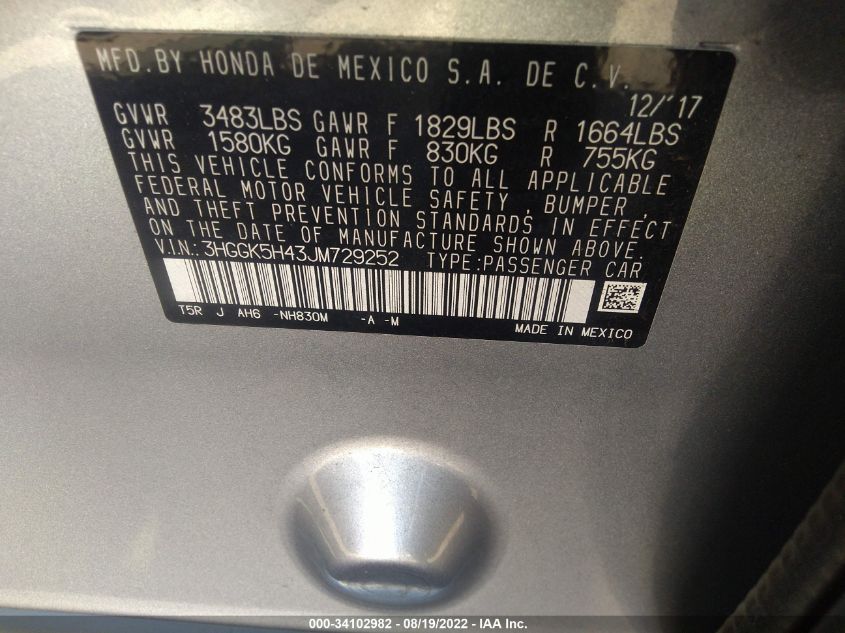 MFD.BY HONDA DE MEXICO S.A. DE C.V.
12/'17
GVWR 3483LBS GAWR F 1829LBS R 1664LBS
GVWR 1580KG GAWR F 830KG R 755KG
THIS VEHICLE CONFORMS TO ALL APPLICABLE
FEDERAL MOTOR VEHICLE SAFETY, BUMPER,
AND THEFT PREVENTION STANDARDS IN EFFECT
ON THE DATE OF MANUFACTURE SHOWN ABOVE.
V.I.N.:3HGGK5H43JM729252 TYPE:PASSENGER CAR
T5R J AH6 -NH830M -A -M
MADE IN MEXICO
000-34102982 - 08/19/2022 - IAA Inc.